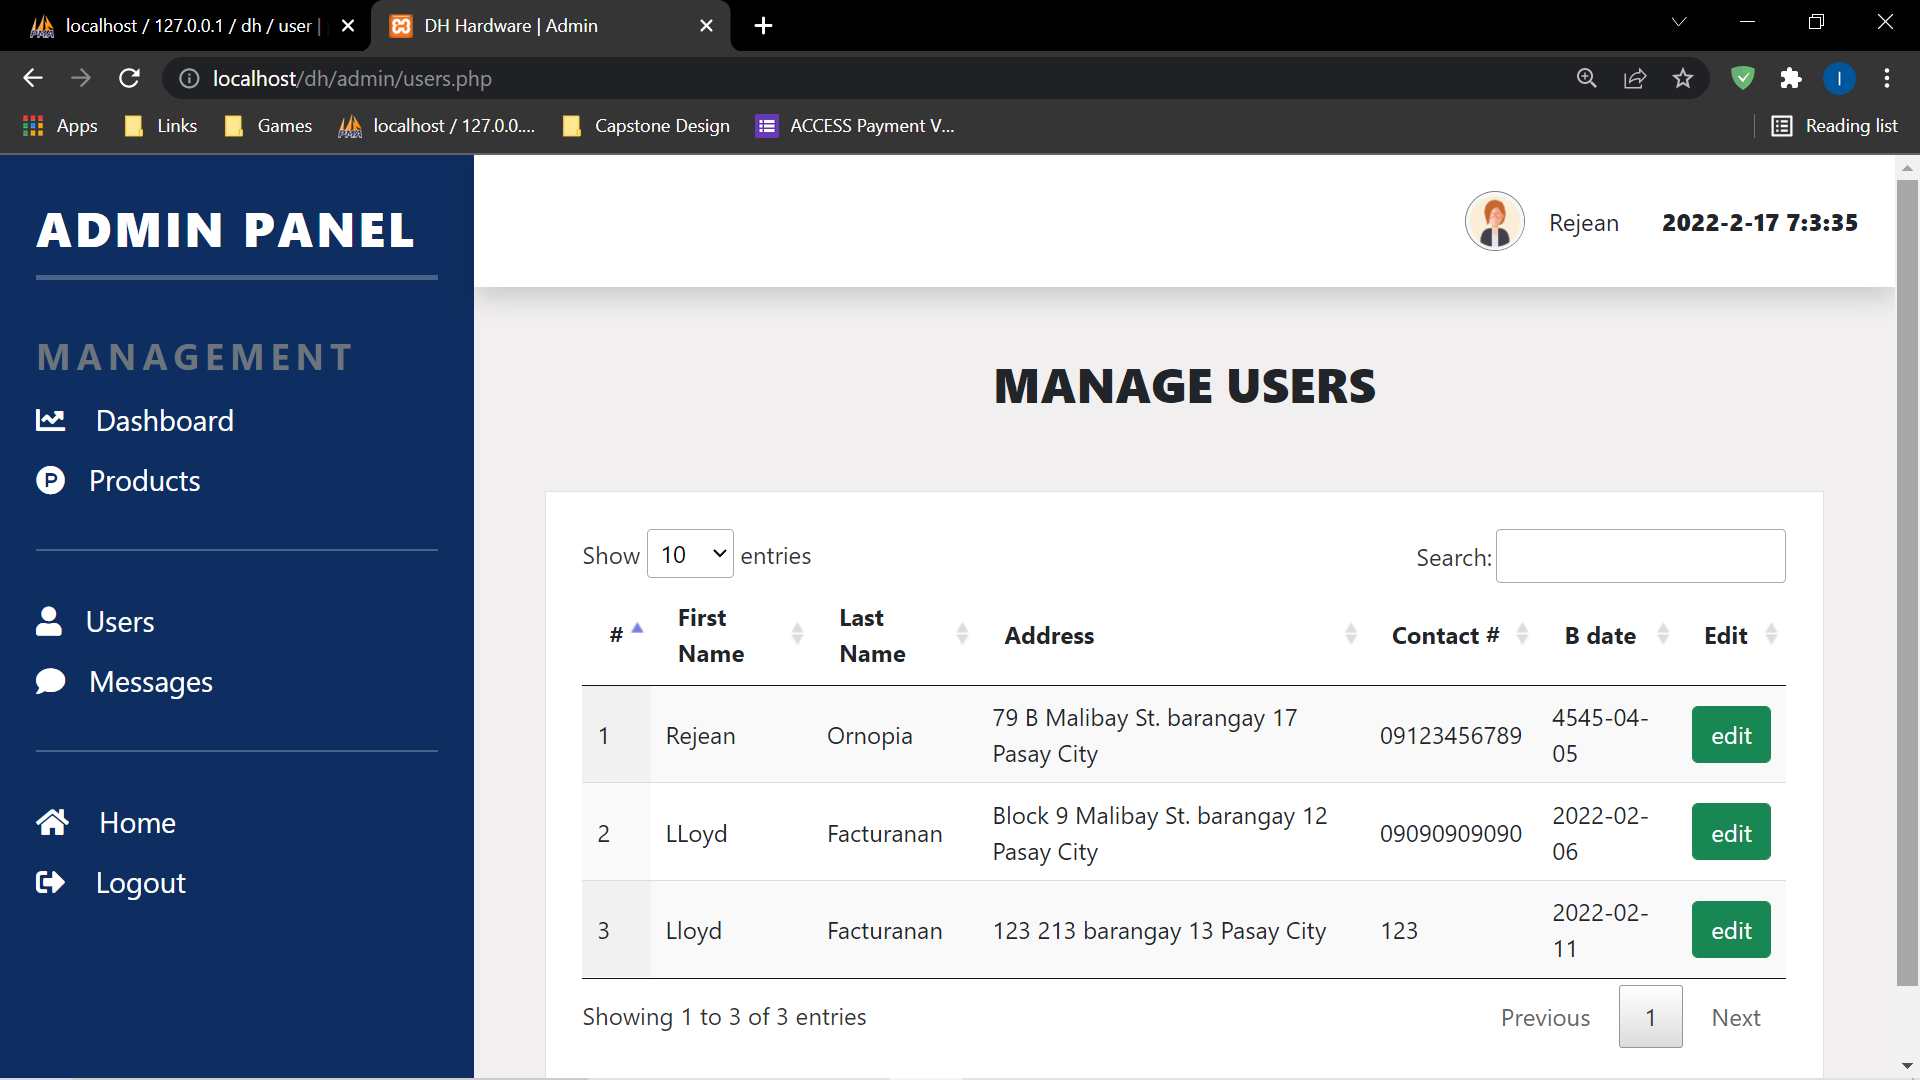 localhost / 127.0.0.1 / dh / user |
DH Hardware | Admin
localhost/dh/admin/users.php
Apps
Links
Games
localhost / 127.0.0....
Capstone Design
ACCESS Payment V...
Reading list
ADMIN PANEL
Rejean
2022-2-17 7:3:35
MANAGEMENT
Dashboard
Products
Users
Messages
Home
Logout
MANAGE USERS
Show 10 entries
Search:
# First Name Last Name Address Contact # B date Edit
1 Rejean Ornopia 79 B Malibay St. barangay 17 Pasay City 09123456789 4545-04-05 edit
2 LLoyd Facturanan Block 9 Malibay St. barangay 12 Pasay City 09090909090 2022-02-06 edit
3 Lloyd Facturanan 123 213 barangay 13 Pasay City 123 2022-02-11 edit
Showing 1 to 3 of 3 entries
Previous 1 Next